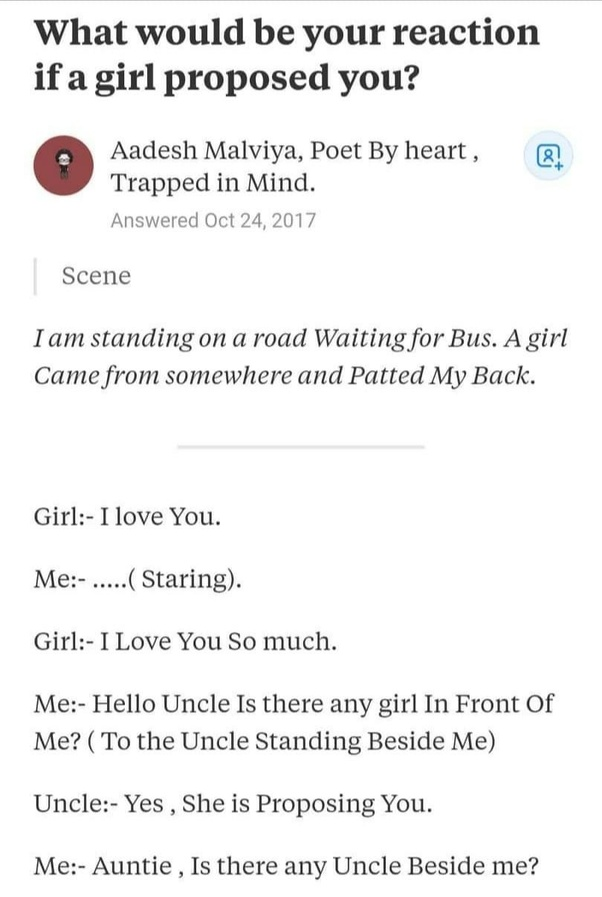 What would be your reaction
if a girl proposed you?
Aadesh Malviya, Poet By heart ,
Trapped in Mind.
Answered Oct 24, 2017
Scene
I am standing on a road Waiting for Bus. A girl
Came from somewhere and Patted My Back.
Girl:- I love You.
Me:- .....( Staring).
Girl:- I Love You So much.
Me:- Hello Uncle Is there any girl In Front Of
Me? ( To the Uncle Standing Beside Me)
Uncle:- Yes , She is Proposing You.
Me:- Auntie , Is there any Uncle Beside me?